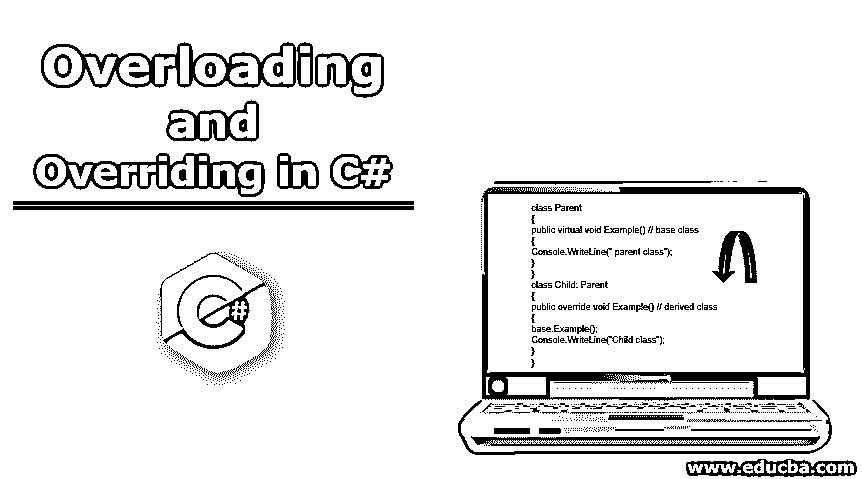 Overloading
and
Overriding in C#
C#
class Parent
{
public virtual void Example() // base class
{
Console.WriteLine(" parent class");
}
}
class Child: Parent
{
public override void Example() // derived class
{
base.Example();
Console.WriteLine("Child class");
}
}
www.educba.com